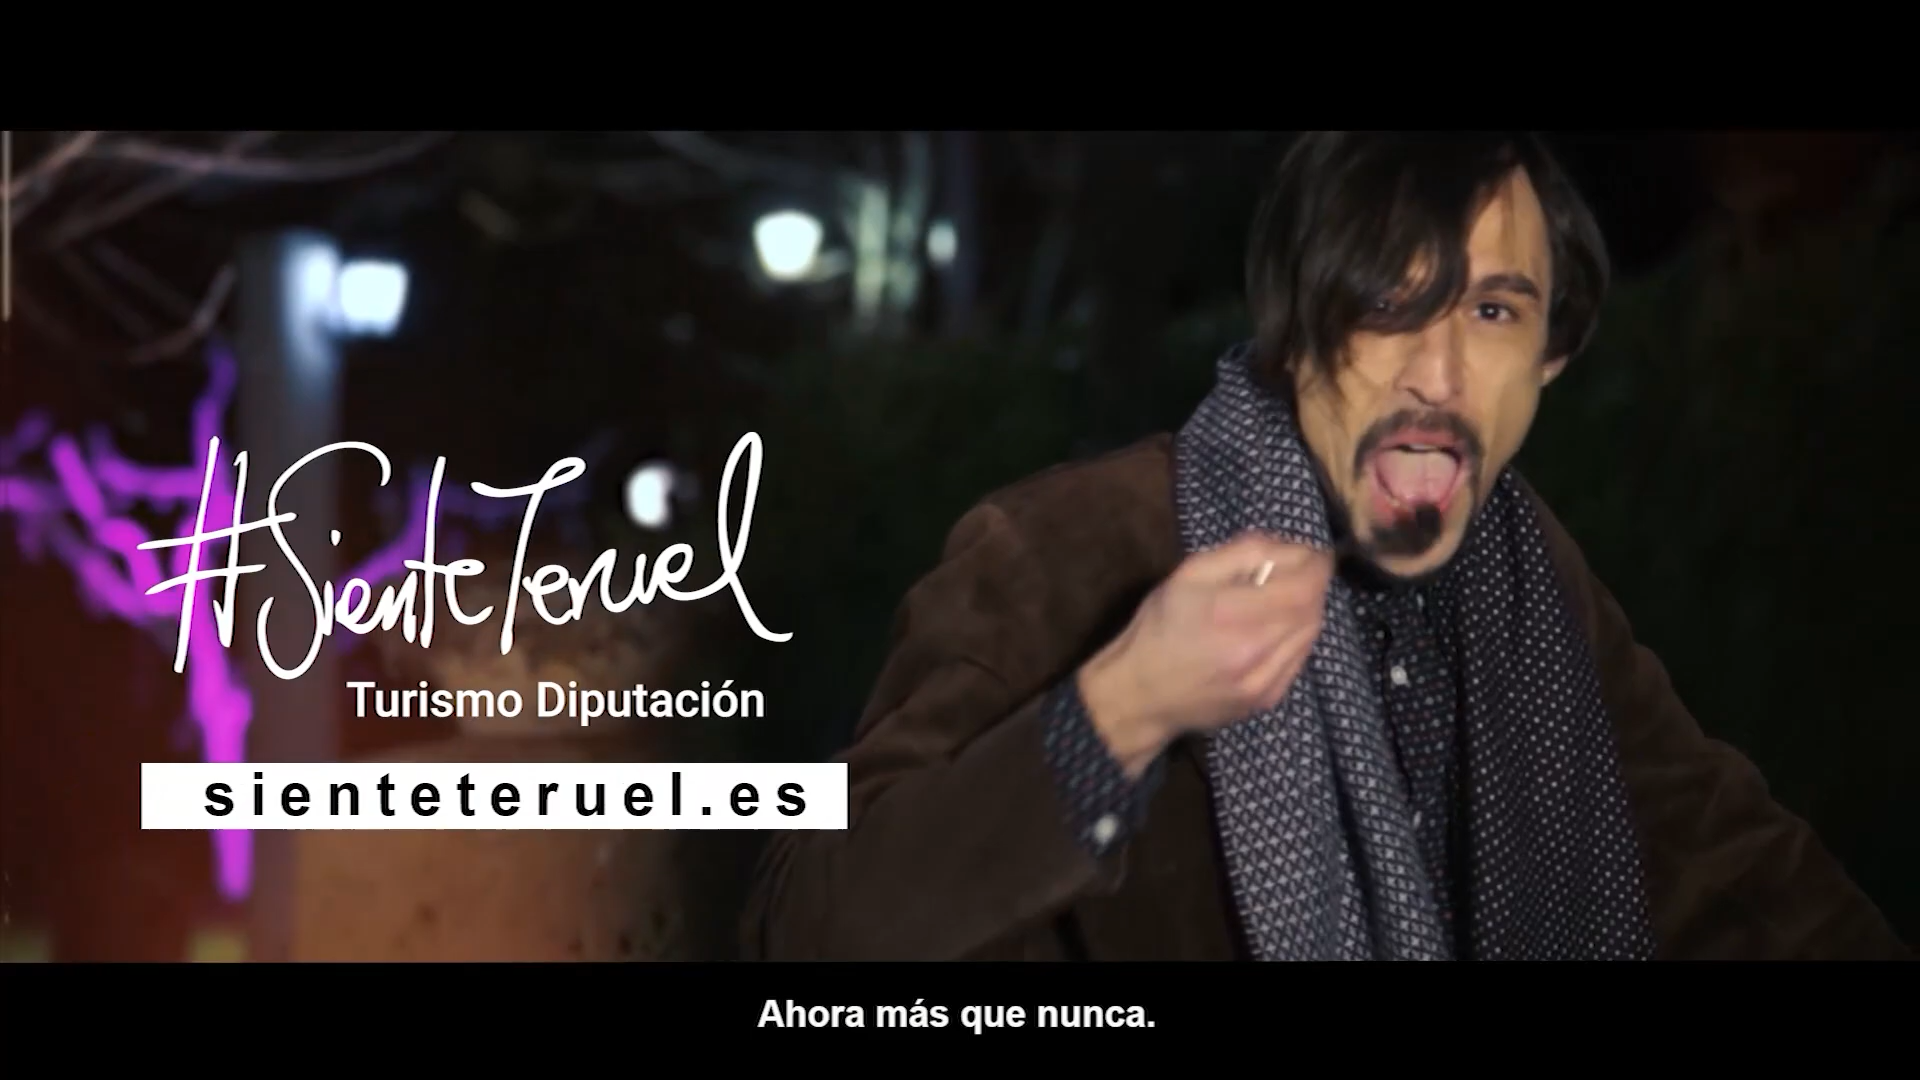 #SienteTeruel
Turismo Diputación
sienteteruel.es
Ahora más que nunca.